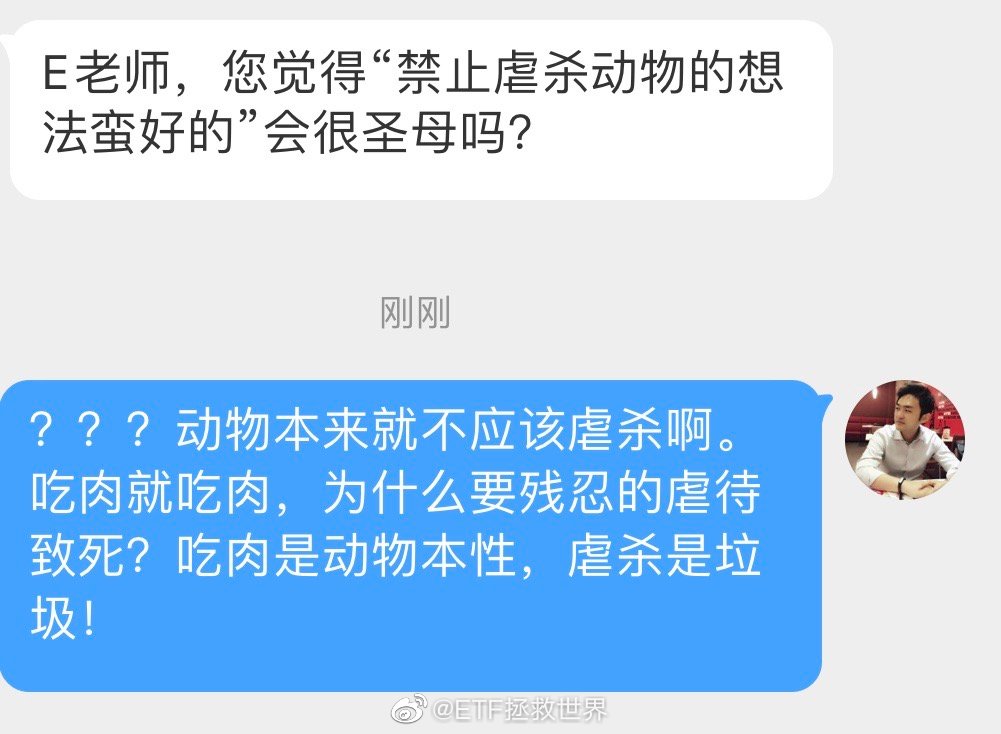 E老师，您觉得“禁止虐杀动物的想
法蛮好的”会很圣母吗？
刚刚
？？？动物本来就不应该虐杀啊。
吃肉就吃肉，为什么要残忍的虐待
致死？吃肉是动物本性，虐杀是垃
圾！
@ETF拯救世界